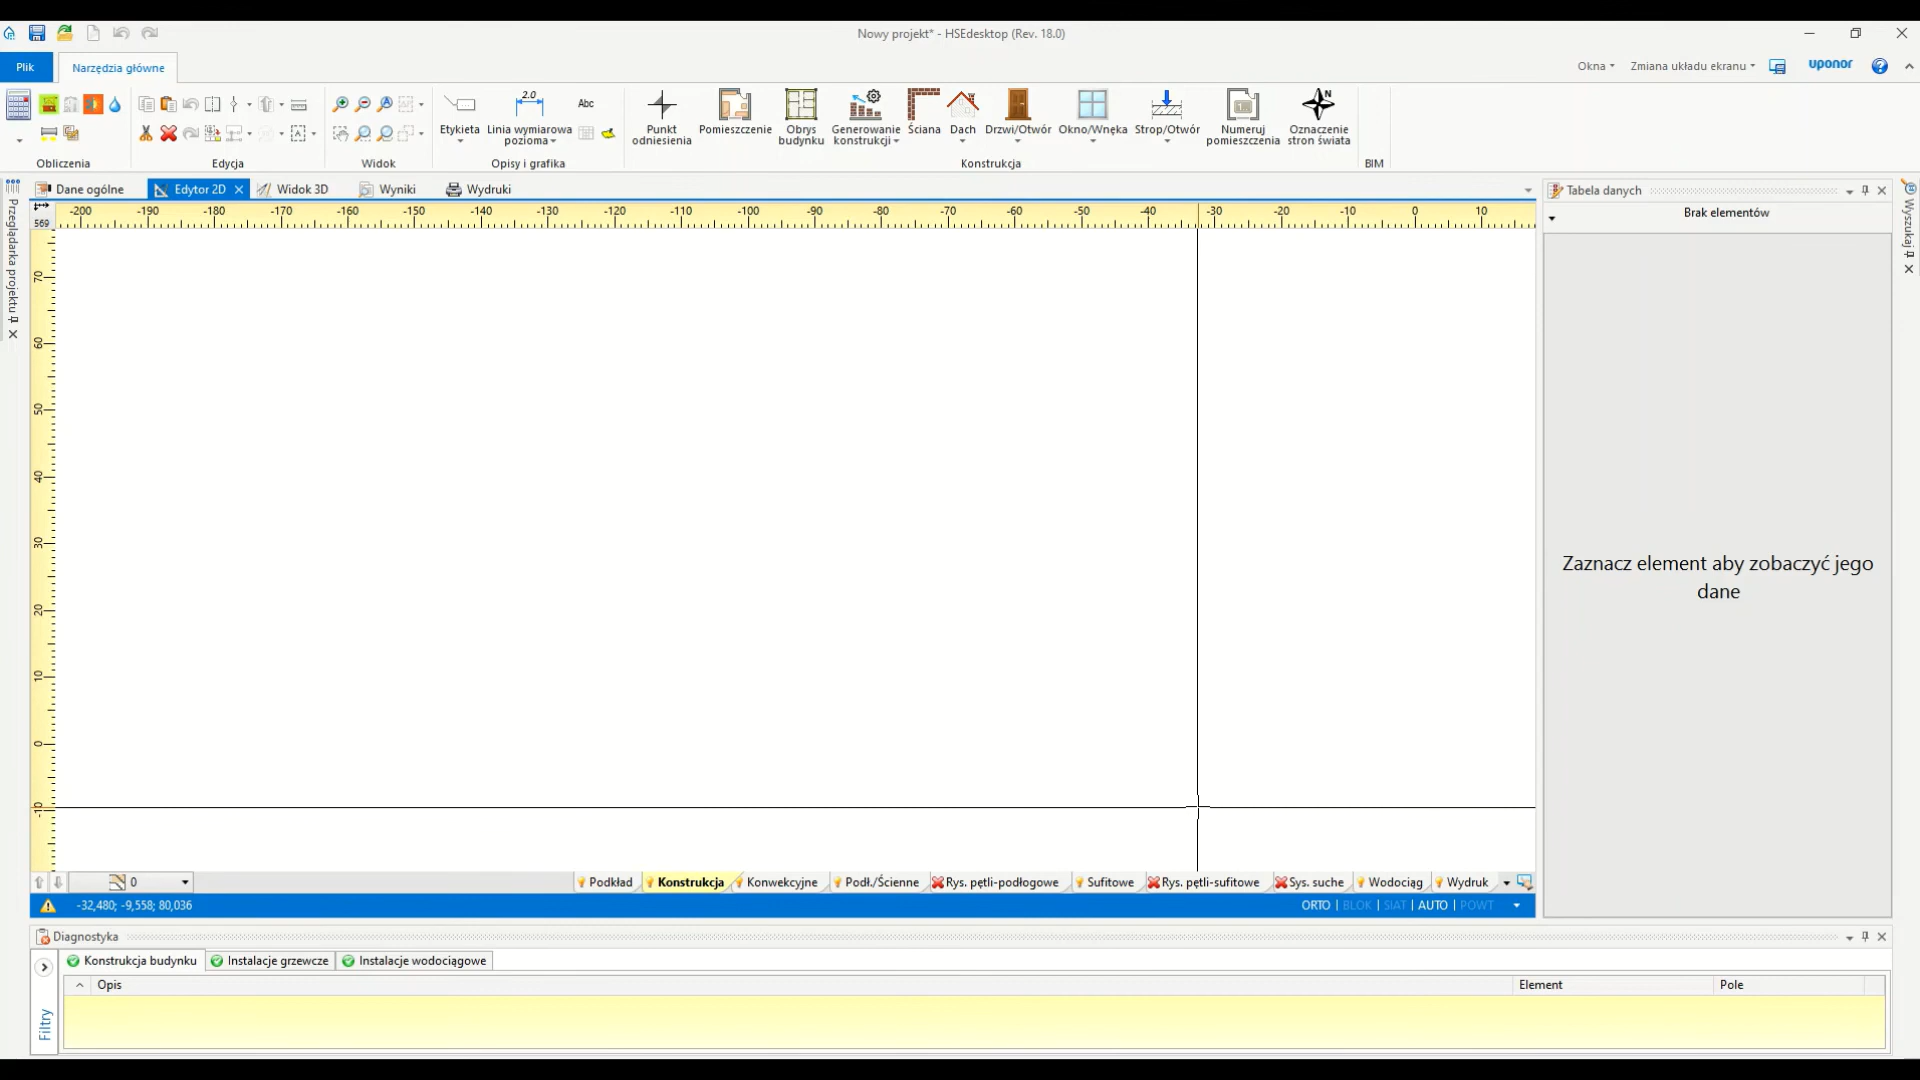 Nowy projekt* - HSEdesktop (Rev. 18.0)
Plik
Narzędzia główne
Okna
Zmiana układu ekranu
uponor
Etykieta
2.0
Linia wymiarowa pozioma
Abc
Punkt odniesienia
Pomieszczenie
Obrys budynku
Generowanie konstrukcji
Ściana
Dach
Drzwi/Otwór
Okno/Wnęka
Strop/Otwór
Numeruj pomieszczenia
N
Oznaczenie stron świata
Obliczenia
Edycja
Widok
Opisy i grafika
Konstrukcja
BIM
Przeglądarka projektu
Dane ogólne
Edytor 2D
Widok 3D
Wyniki
Wydruki
Tabela danych
Wyszukaj
Brak elementów
569
-200 -190 -180 -170 -160 -150 -140 -130 -120 -110 -100 -90 -80 -70 -60 -50 -40 -30 -20 -10 0 10
70
60
50
40
30
20
10
0
-10
Zaznacz element aby zobaczyć jego
dane
0
Podkład
Konstrukcja
Konwekcyjne
Podł./Ścienne
Rys. pętli-podłogowe
Sufitowe
Rys. pętli-sufitowe
Sys. suche
Wodociąg
Wydruk
-32,480; -9,558; 80,036
ORTO | BLOK | SIAT | AUTO | POWT
Diagnostyka
Konstrukcja budynku
Instalacje grzewcze
Instalacje wodociągowe
Filtry
Opis
Element
Pole